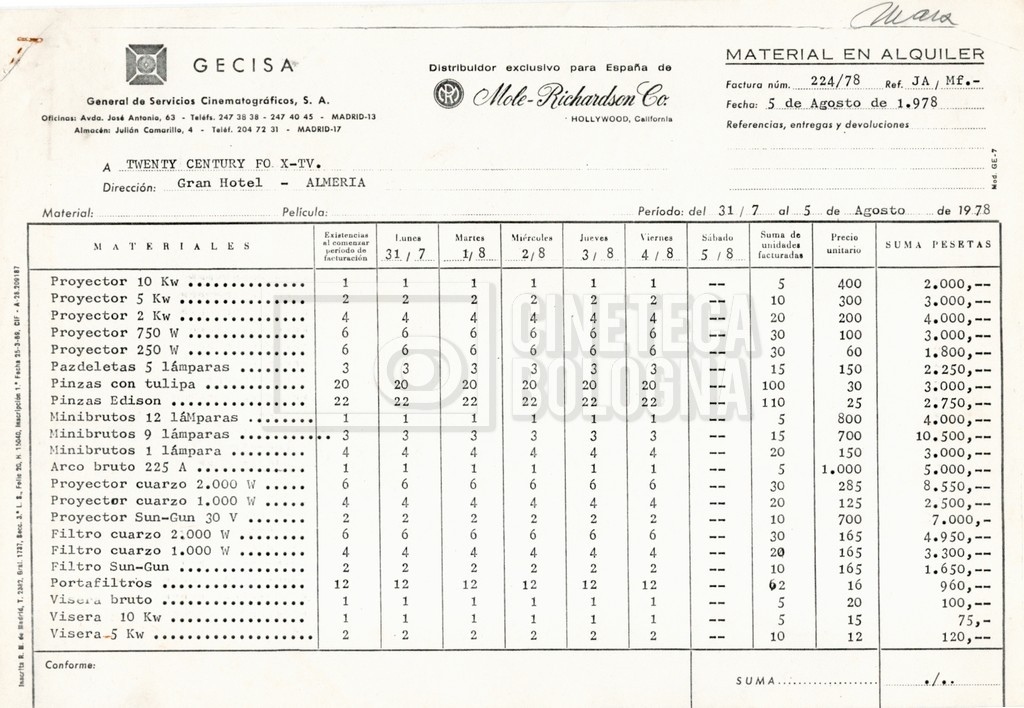 Mara
GECISA
General de Servicios Cinematográficos, S. A.
Oficinas: Avda. José Antonio, 63 - Teléfs. 247 38 38 - 247 40 45 - MADRID-13
Almacén: Julián Camarillo, 4 - Teléf. 204 72 31 - MADRID-17
Distribuidor exclusivo para España de
Mole-Richardson Co.
HOLLYWOOD, California
MATERIAL EN ALQUILER
Factura núm. 224/78 Ref. JA / Mf.-
Fecha: 5 de Agosto de 1.978
Referencias, entregas y devoluciones
Mod. GE-7
A TWENTY CENTURY FO X-TV.
Dirección: Gran Hotel - ALMERIA
Material: Película: Período: del 31 / 7 al 5 de Agosto de 1978
MATERIALES Existencias al comenzar período de facturación Lunes 31 / 7 Martes 1/ 8 Miércoles 2/ 8 Jueves 3 / 8 Viernes 4 / 8 Sábado 5 / 8 Suma de unidades facturadas Precio unitario SUMA PESETAS
Proyector 10 Kw 1 1 1 1 1 1 -- 5 400 2.000,--
Proyector 5 Kw 2 2 2 2 2 2 -- 10 300 3.000,--
Proyector 2 Kw 4 4 4 4 4 4 -- 20 200 4.000,--
Proyector 750 W 6 6 6 6 6 6 -- 30 100 3.000,--
Proyector 250 W 6 6 6 6 6 6 -- 30 60 1.800,--
Pazdeletas 5 lámparas 3 3 3 3 3 3 -- 15 150 2.250,--
Pinzas con tulipa 20 20 20 20 20 20 -- 100 30 3.000,--
Pinzas Edison 22 22 22 22 22 22 -- 110 25 2.750,--
Minibrutos 12 láMparas 1 1 1 1 1 1 -- 5 800 4.000,--
Minibrutos 9 lámparas 3 3 3 3 3 3 -- 15 700 10.500,--
Minibrutos 1 lámpara 4 4 4 4 4 4 -- 20 150 3.000,--
Arco bruto 225 A 1 1 1 1 1 1 -- 5 1.000 5.000,--
Proyector cuarzo 2.000 W 6 6 6 6 6 6 -- 30 285 8.550,--
Proyector cuarzo 1.000 W 4 4 4 4 4 4 -- 20 125 2.500,--
Proyector Sun-Gun 30 V 2 2 2 2 2 2 -- 10 700 7.000,-
Filtro cuarzo 2.000 W 6 6 6 6 6 6 -- 30 165 4.950,--
Filtro cuarzo 1.000 W 4 4 4 4 4 4 -- 20 165 3.300,--
Filtro Sun-Gun 2 2 2 2 2 2 -- 10 165 1.650,--
Portafiltros 12 12 12 12 12 12 -- 62 16 960,--
Visera bruto 1 1 1 1 1 1 -- 5 20 100,--
Visera 10 Kw 1 1 1 1 1 1 -- 5 15 75,-
Visera 5 Kw 2 2 2 2 2 2 -- 10 12 120,--
Conforme:
SUMA ./..
CINETECA
BOLOGNA